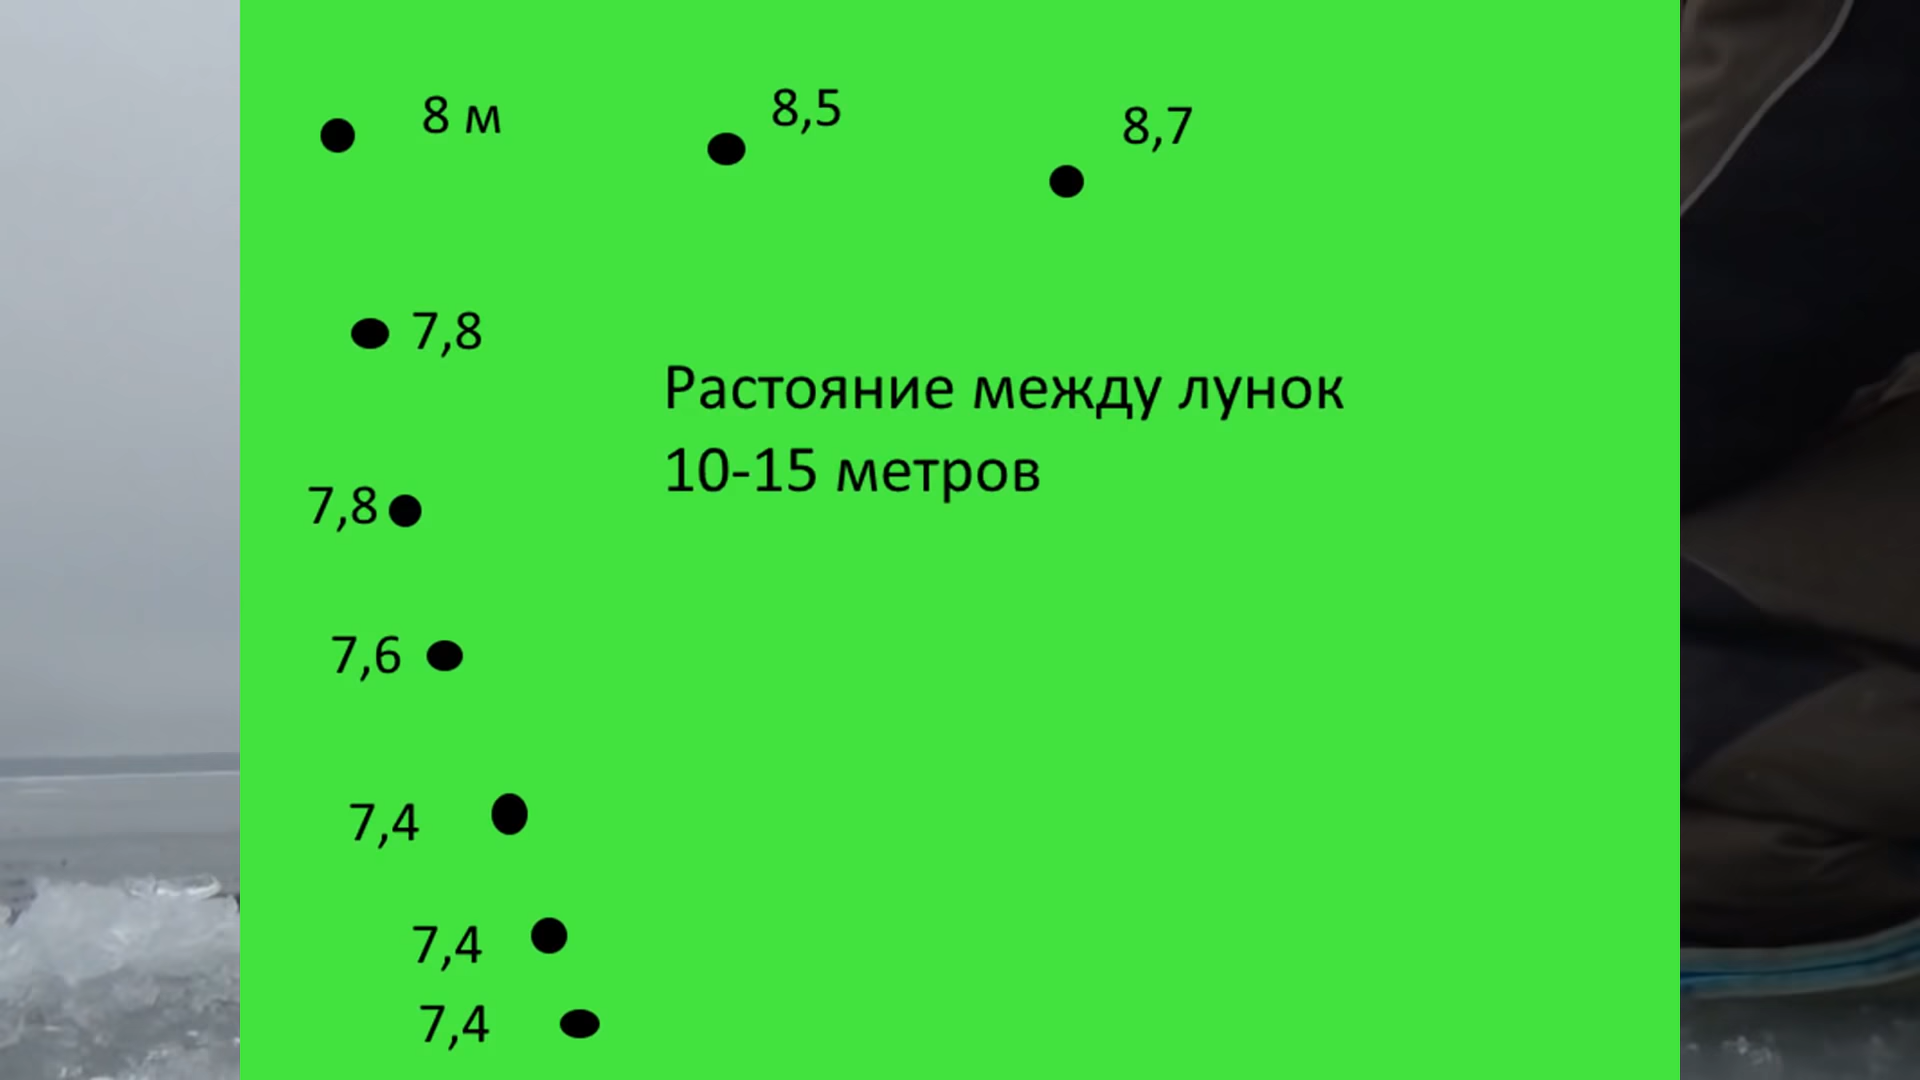 8 м
8,5
8,7
7,8
Растояние между лунок
10-15 метров
7,8
7,6
7,4
7,4
7,4